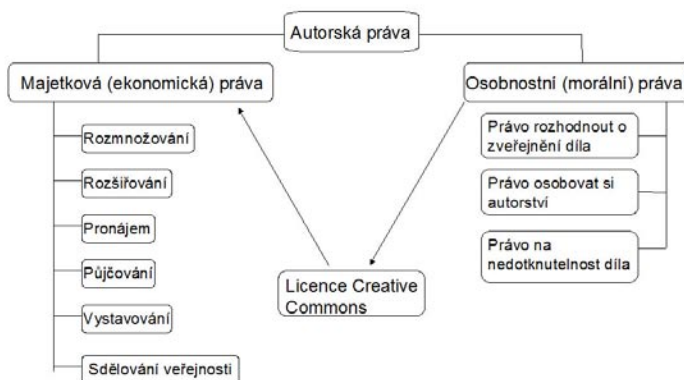 Autorská práva
Majetková (ekonomická) práva
Rozmnožování
Rozšiřování
Pronájem
Půjčování
Vystavování
Sdělování veřejnosti
Licence Creative
Commons
Osobnostní (morální) práva
Právo rozhodnout o
zveřejnění díla
Právo osobovat si
autorství
Právo na
nedotknutelnost díla